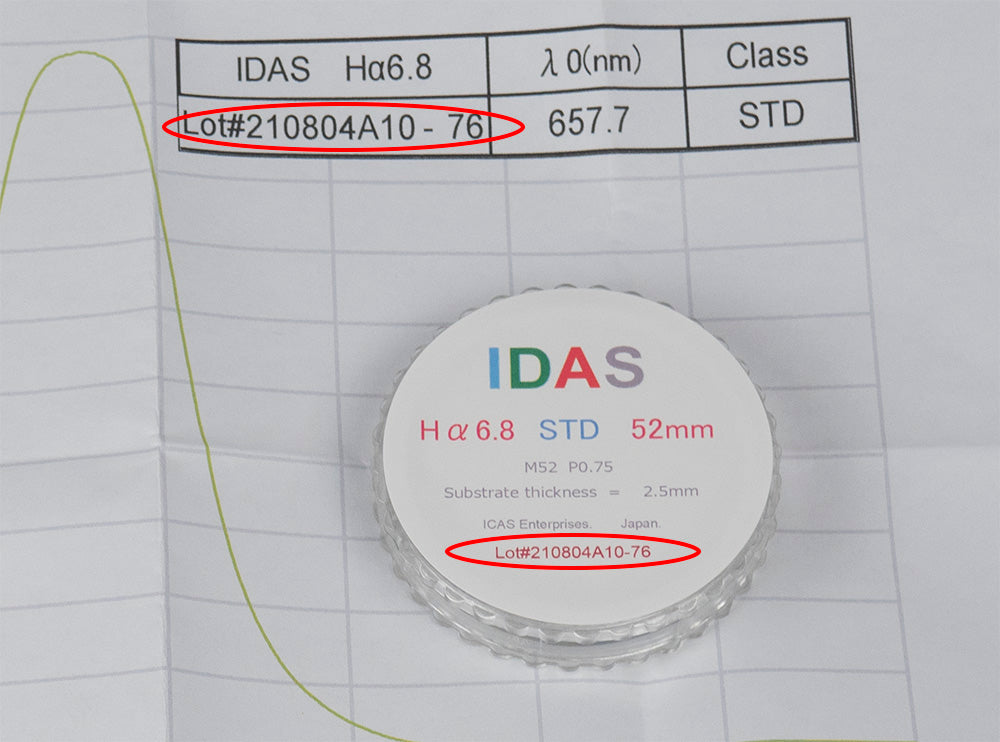 IDAS Hα6.8 λ0(nm) Class
Lot#210804A10 - 76 657.7 STD
IDAS
Hα6.8 STD 52mm
M52 P0.75
Substrate thickness = 2.5mm
ICAS Enterprises. Japan.
Lot#210804A10-76